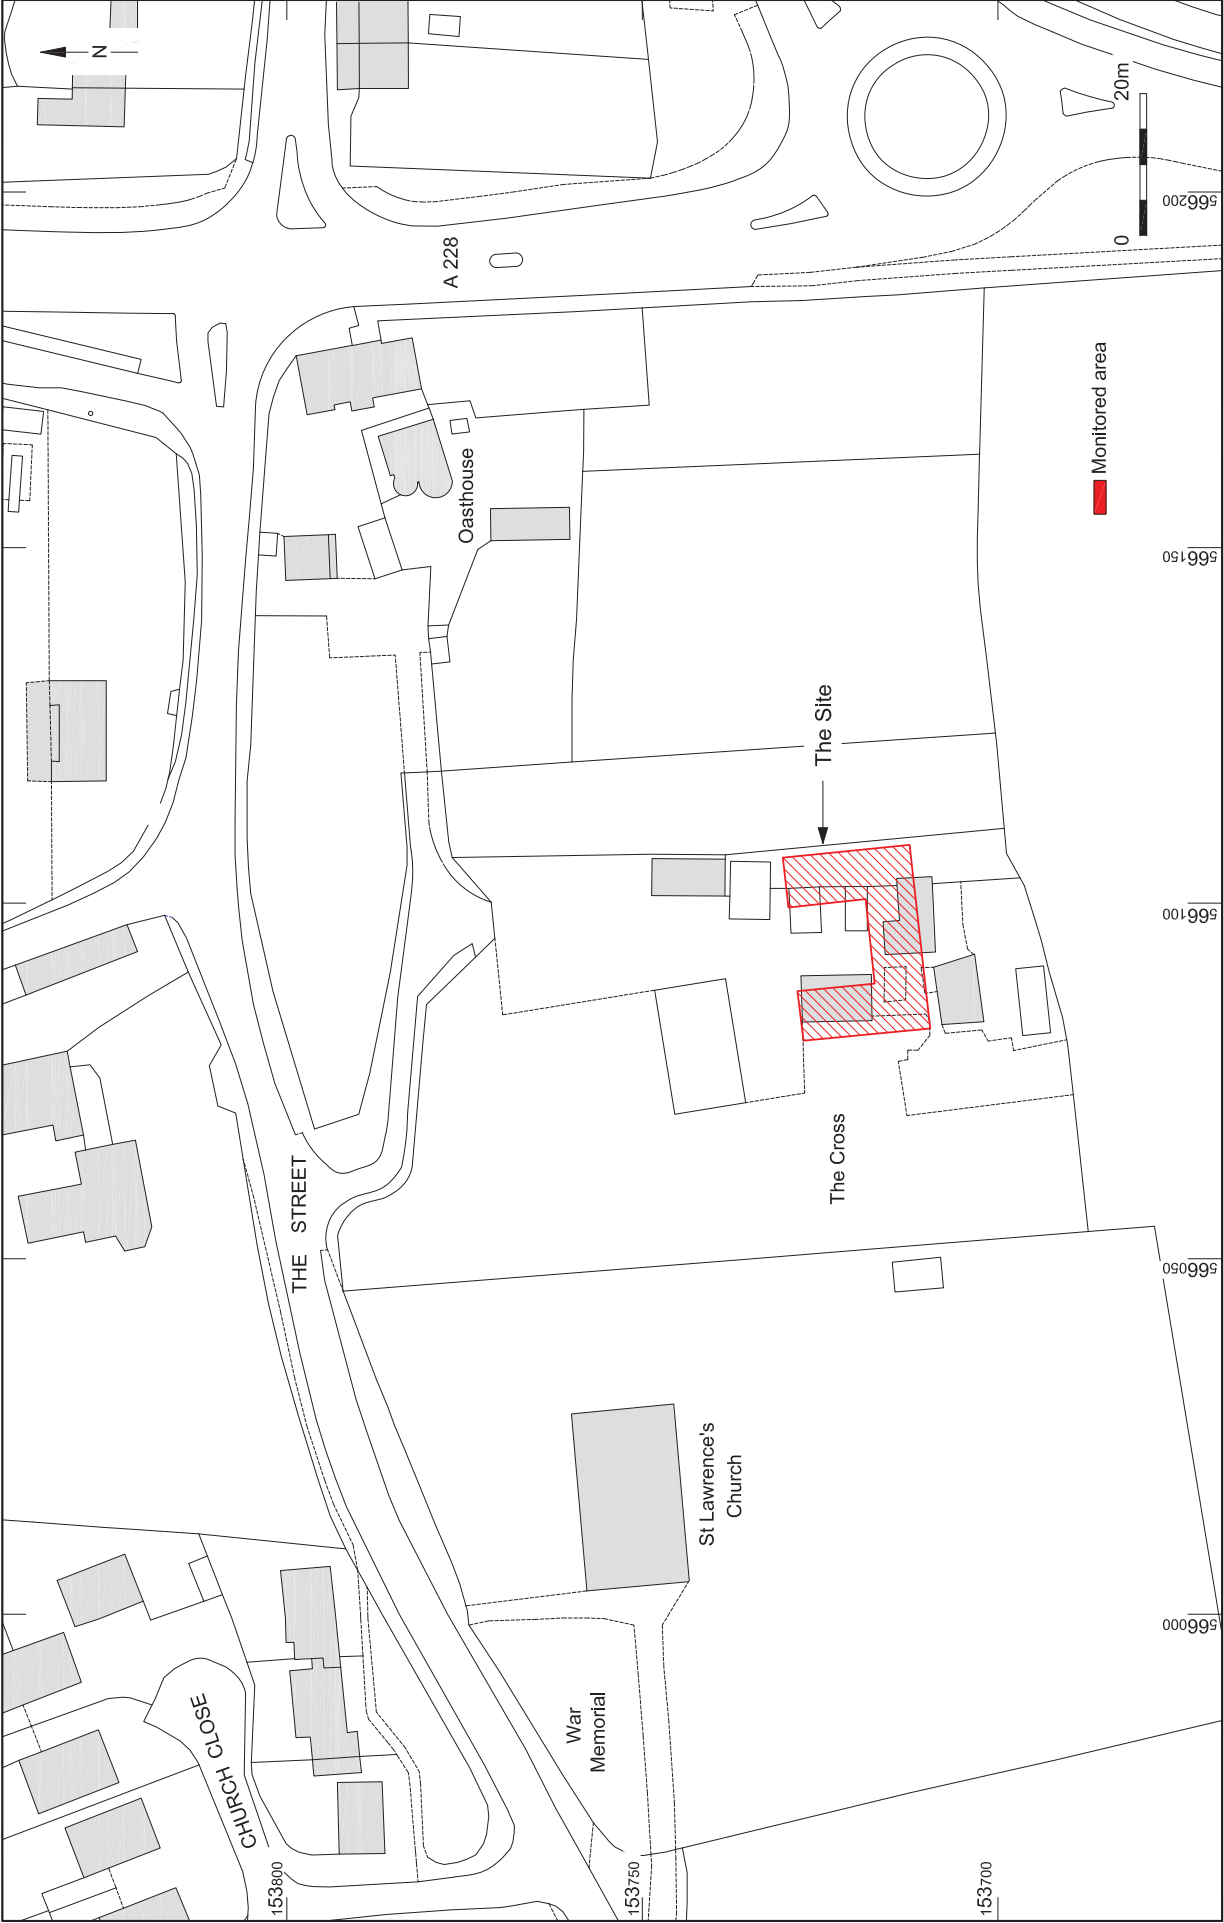 N
A 228
20m
0
566200
Oasthouse
Monitored area
566150
The Site
566100
THE STREET
The Cross
566050
St Lawrence's
Church
566000
War
Memorial
CHURCH CLOSE
153800
153750
153700